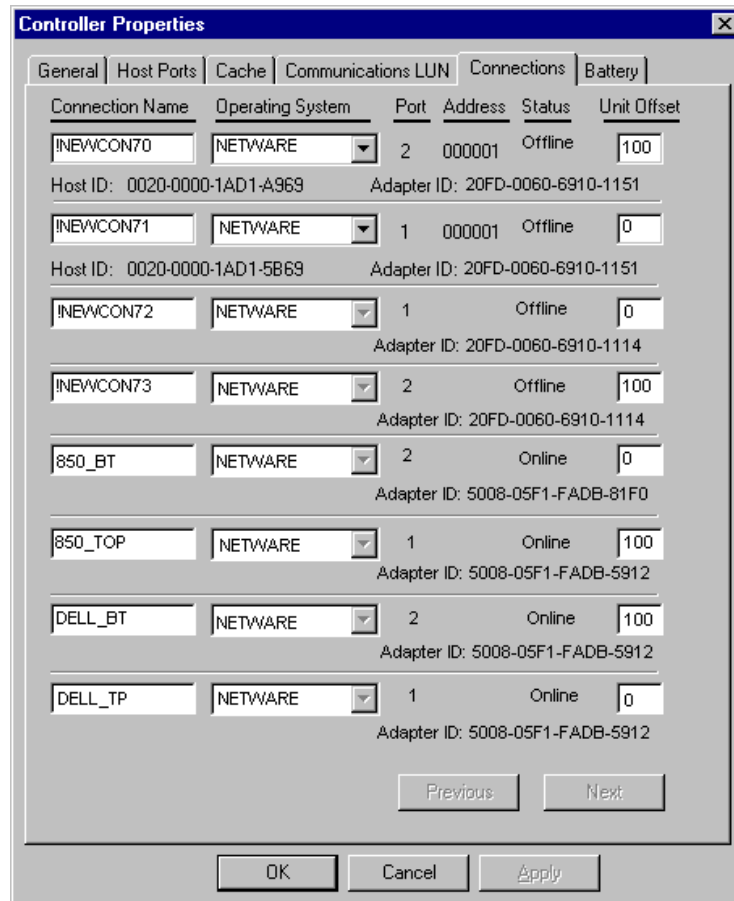 Controller Properties
General Host Ports Cache Communications LUN Connections Battery
Connection Name Operating System Port Address Status Unit Offset
!NEWCON70 NETWARE 2 000001 Offline 100
Host ID: 0020-0000-1AD1-A969 Adapter ID: 20FD-0060-6910-1151
!NEWCON71 NETWARE 1 000001 Offline 0
Host ID: 0020-0000-1AD1-5B69 Adapter ID: 20FD-0060-6910-1151
!NEWCON72 NETWARE 1 Offline 0
Adapter ID: 20FD-0060-6910-1114
!NEWCON73 NETWARE 2 Offline 100
Adapter ID: 20FD-0060-6910-1114
850_BT NETWARE 2 Online 0
Adapter ID: 5008-05F1-FADB-81F0
850_TOP NETWARE 1 Online 100
Adapter ID: 5008-05F1-FADB-5912
DELL_BT NETWARE 2 Online 100
Adapter ID: 5008-05F1-FADB-5912
DELL_TP NETWARE 1 Online 0
Adapter ID: 5008-05F1-FADB-5912
Previous Next
OK Cancel Apply